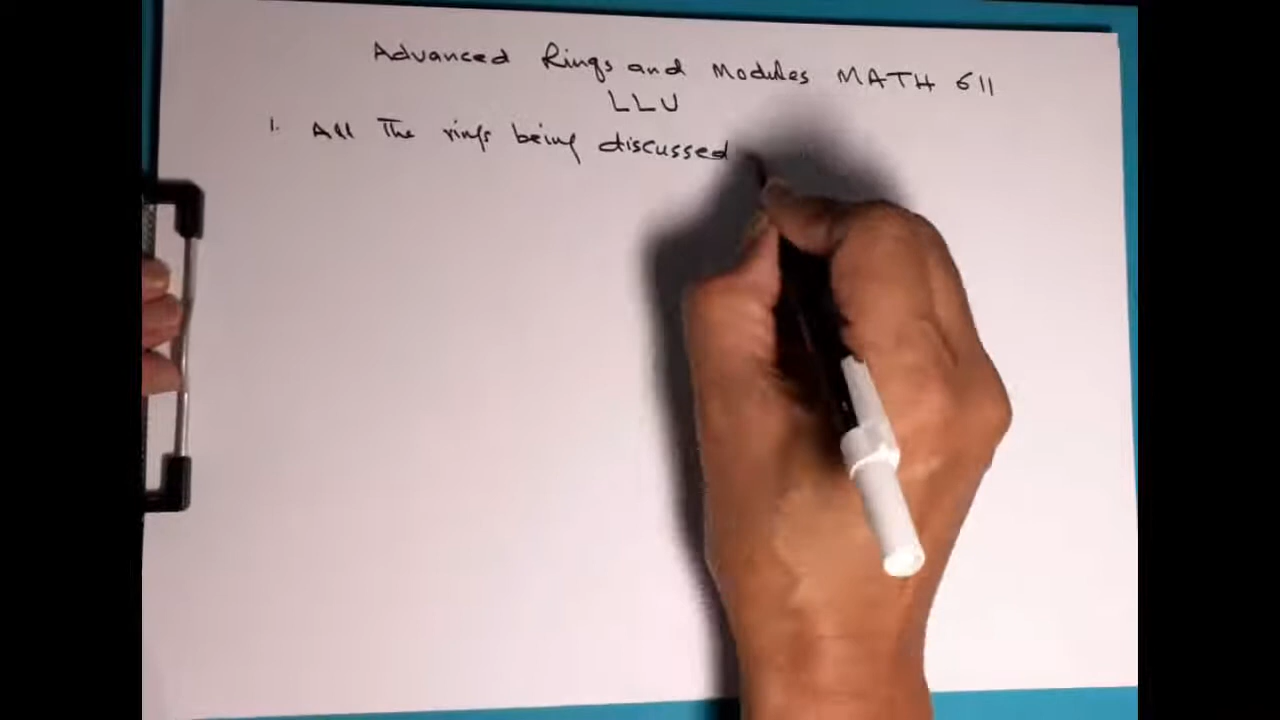 Advanced Rings and Modules MATH 611
LLU
1. All The rings being discussed